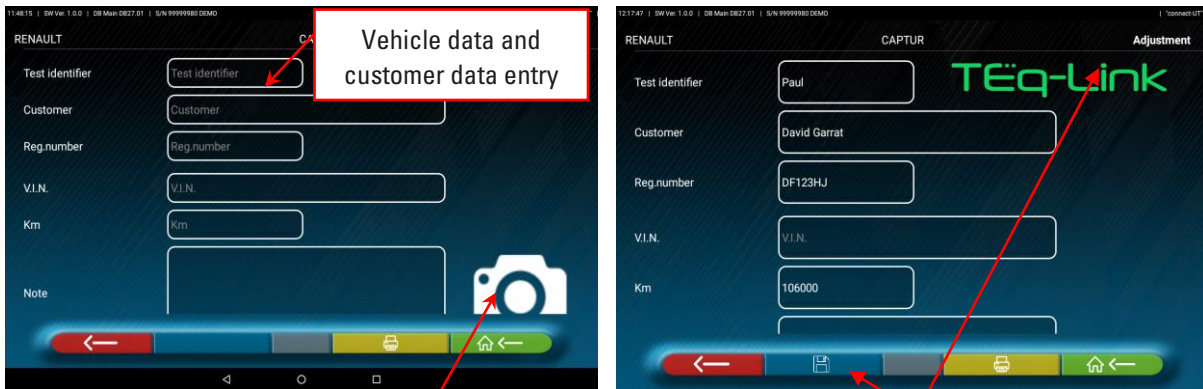 11:48:15 | SW Ver. 1.0.0 | DB Main DB27.01 | S/N 99999980 DEMO
RENAULT
Vehicle data and
customer data entry
Test identifier Test identifier
Customer Customer
Reg.number Reg.number
V.I.N. V.I.N.
Km Km
Note
12:17:47 | SW Ver. 1.0.0 | DB Main DB27.01 | S/N 99999980 DEMO | "connect-UT"
RENAULT CAPTUR Adjustment
TEq-Link
Test identifier Paul
Customer David Garrat
Reg.number DF123HJ
V.I.N. V.I.N.
Km 106000